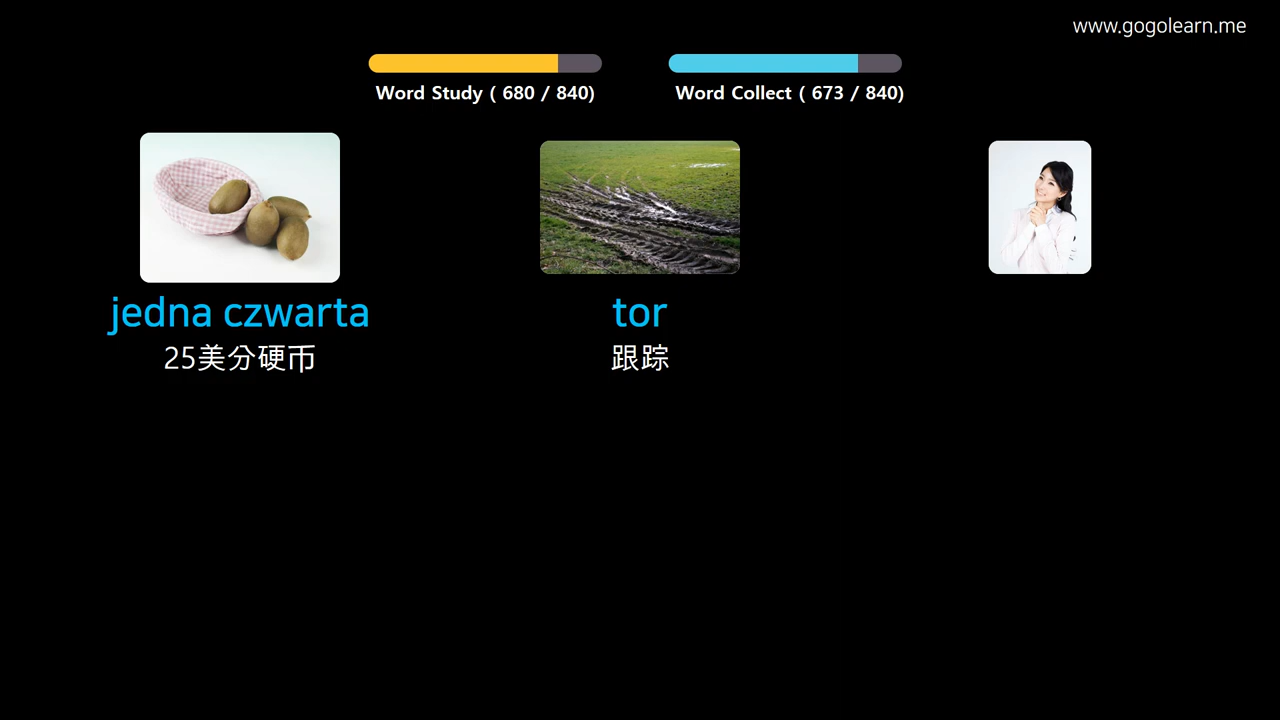 www.gogolearn.me
Word Study ( 680 / 840)
Word Collect ( 673 / 840)
jedna czwarta
25美分硬币
tor
跟踪